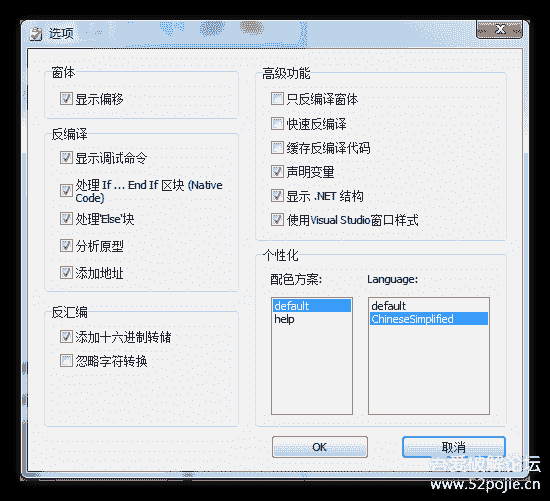 选项
窗体
显示偏移
反编译
显示调试命令
处理 If ... End If 区块 (Native
Code)
处理'Else'块
分析原型
添加地址
反汇编
添加十六进制转储
忽略字符转换
高级功能
只反编译窗体
快速反编译
缓存反编译代码
声明变量
显示 .NET 结构
使用Visual Studio窗口样式
个性化
配色方案:
Language:
default
help
default
ChineseSimplified
OK
取消
吾爱破解论坛
www.52pojie.cn